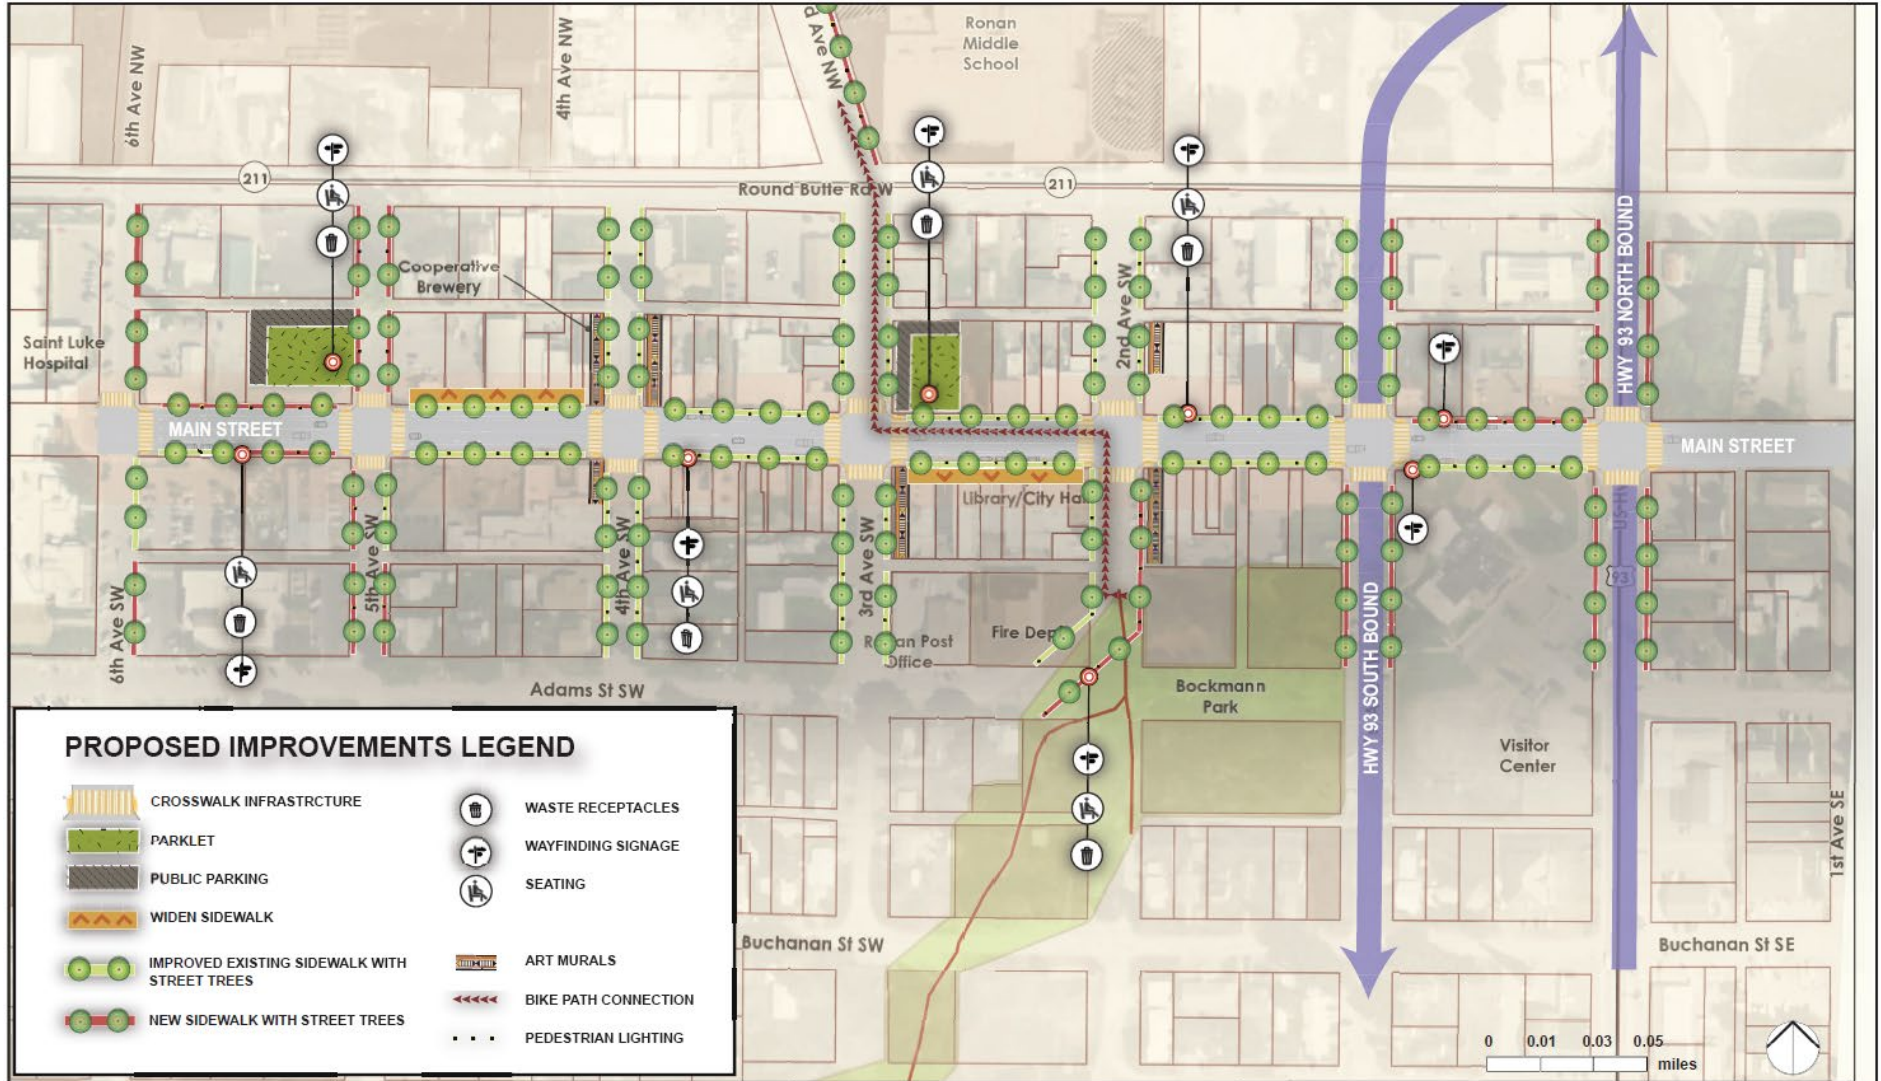 6th Ave NW
4th Ave NW
d Ave NW
Ronan
Middle
School
211
Round Butte Rd W
211
HWY 93 NORTH BOUND
Cooperative
Brewery
2nd Ave SW
Saint Luke
Hospital
MAIN STREET
MAIN STREET
Library/City Ha
5th Ave SW
4th Ave SW
3rd Ave SW
6th Ave SW
93
Fire Dep
an Post
Office
HWY 93 SOUTH BOUND
Adams St SW
Bockmann
Park
Visitor
Center
1st Ave SE
Buchanan St SW
Buchanan St SE
PROPOSED IMPROVEMENTS LEGEND
CROSSWALK INFRASTRCTURE
PARKLET
PUBLIC PARKING
WIDEN SIDEWALK
IMPROVED EXISTING SIDEWALK WITH
STREET TREES
NEW SIDEWALK WITH STREET TREES
WASTE RECEPTACLES
WAYFINDING SIGNAGE
SEATING
ART MURALS
BIKE PATH CONNECTION
PEDESTRIAN LIGHTING
0 0.01 0.03 0.05
miles